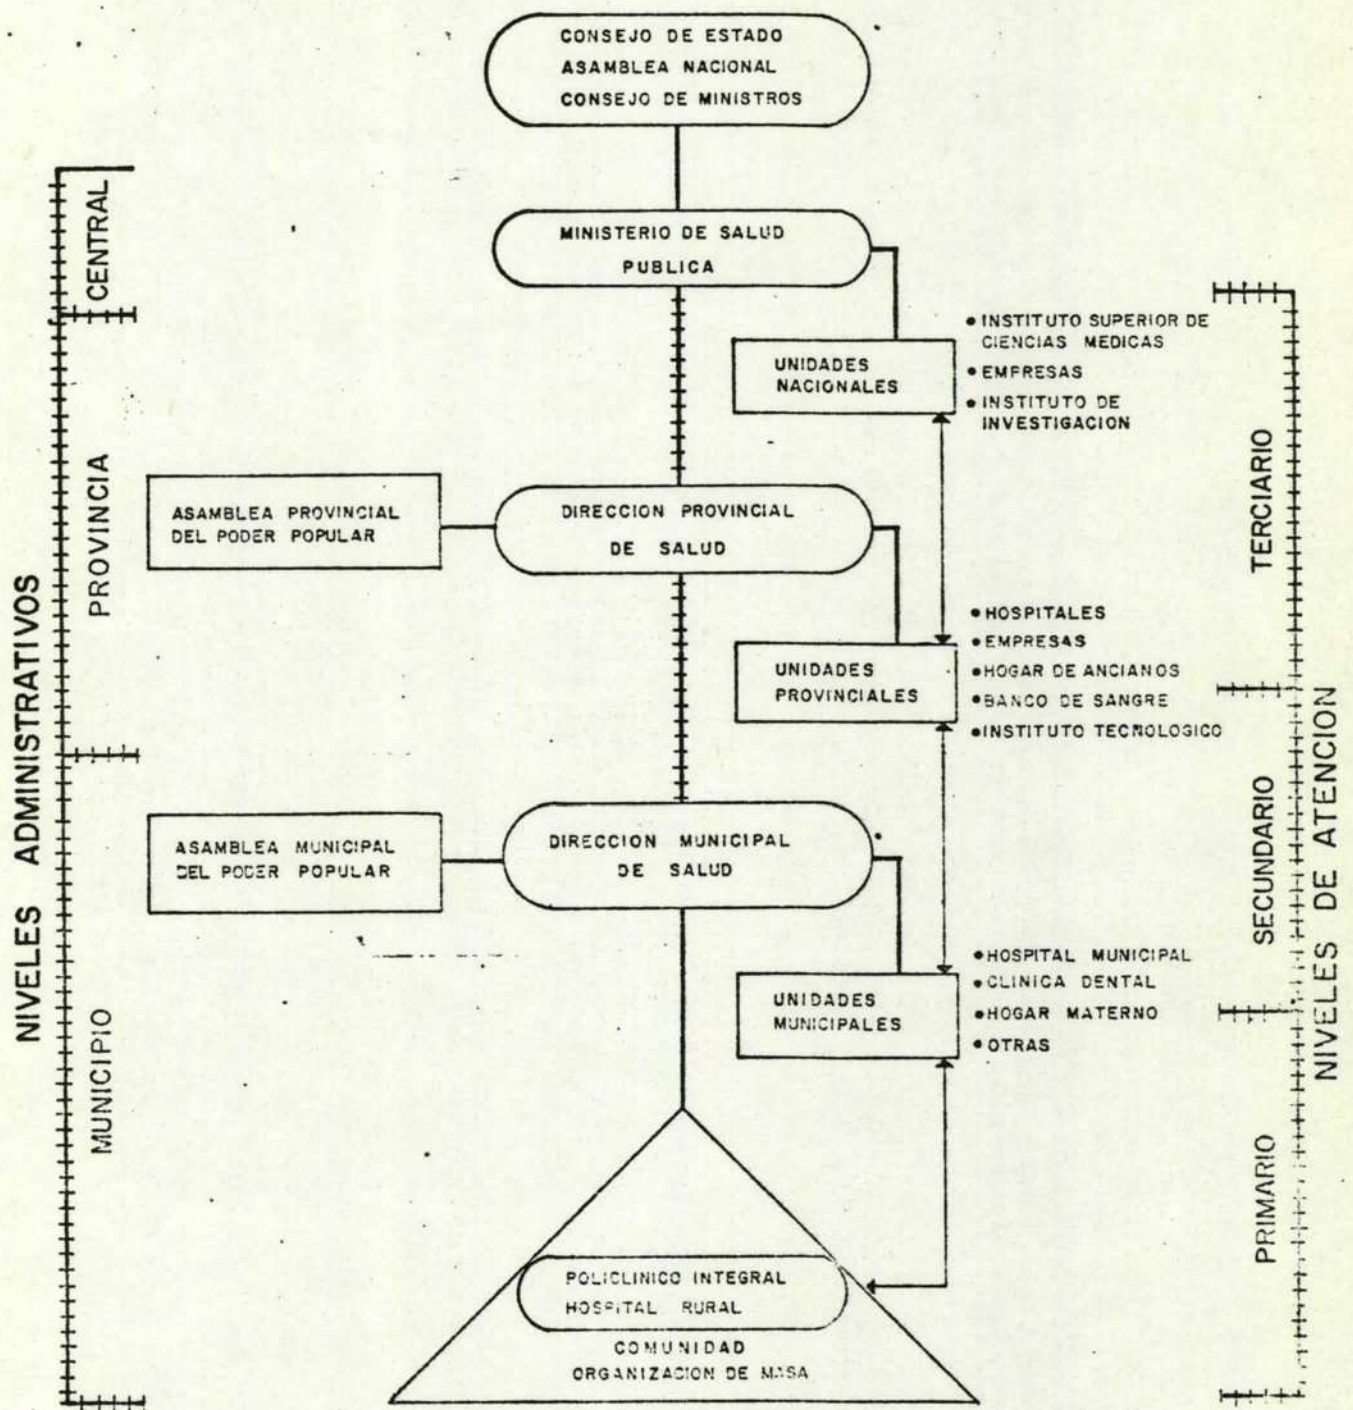 CONSEJO DE ESTADO
ASAMBLEA NACIONAL
CONSEJO DE MINISTROS
MINISTERIO DE SALUD
PUBLICA
UNIDADES
NACIONALES
• INSTITUTO SUPERIOR DE
CIENCIAS MEDICAS
• EMPRESAS
• INSTITUTO DE
INVESTIGACION
ASAMBLEA PROVINCIAL
DEL PODER POPULAR
DIRECCION PROVINCIAL
DE SALUD
UNIDADES
PROVINCIALES
• HOSPITALES
• EMPRESAS
• HOGAR DE ANCIANOS
• BANCO DE SANGRE
• INSTITUTO TECNOLOGICO
ASAMBLEA MUNICIPAL
DEL PODER POPULAR
DIRECCION MUNICIPAL
DE SALUD
UNIDADES
MUNICIPALES
• HOSPITAL MUNICIPAL
• CLINICA DENTAL
• HOGAR MATERNO
• OTRAS
POLICLINICO INTEGRAL
HOSPITAL RURAL
COMUNIDAD
ORGANIZACION DE MASA
NIVELES ADMINISTRATIVOS
CENTRAL
PROVINCIA
MUNICIPIO
TERCIARIO
SECUNDARIO
PRIMARIO
NIVELES DE ATENCION